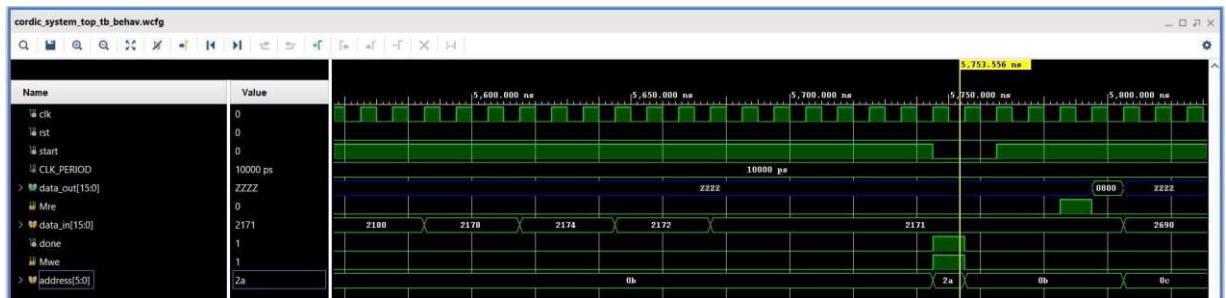 cordic_system_top_tb_behav.wcfg
5,753.556 ns
Name Value
5,600.000 ns 5,650.000 ns 5,700.000 ns 5,750.000 ns 5,800.000 ns
clk 0
rst 0
start 0
CLK_PERIOD 10000 ps 10000 ps
data_out[15:0] ZZZZ ZZZZ 0800 ZZZZ
Mre 0
data_in[15:0] 2171 2100 2170 2174 2172 2171 2690
done 1
Mwe 1
address[5:0] 2a 0b 2a 0b 0c